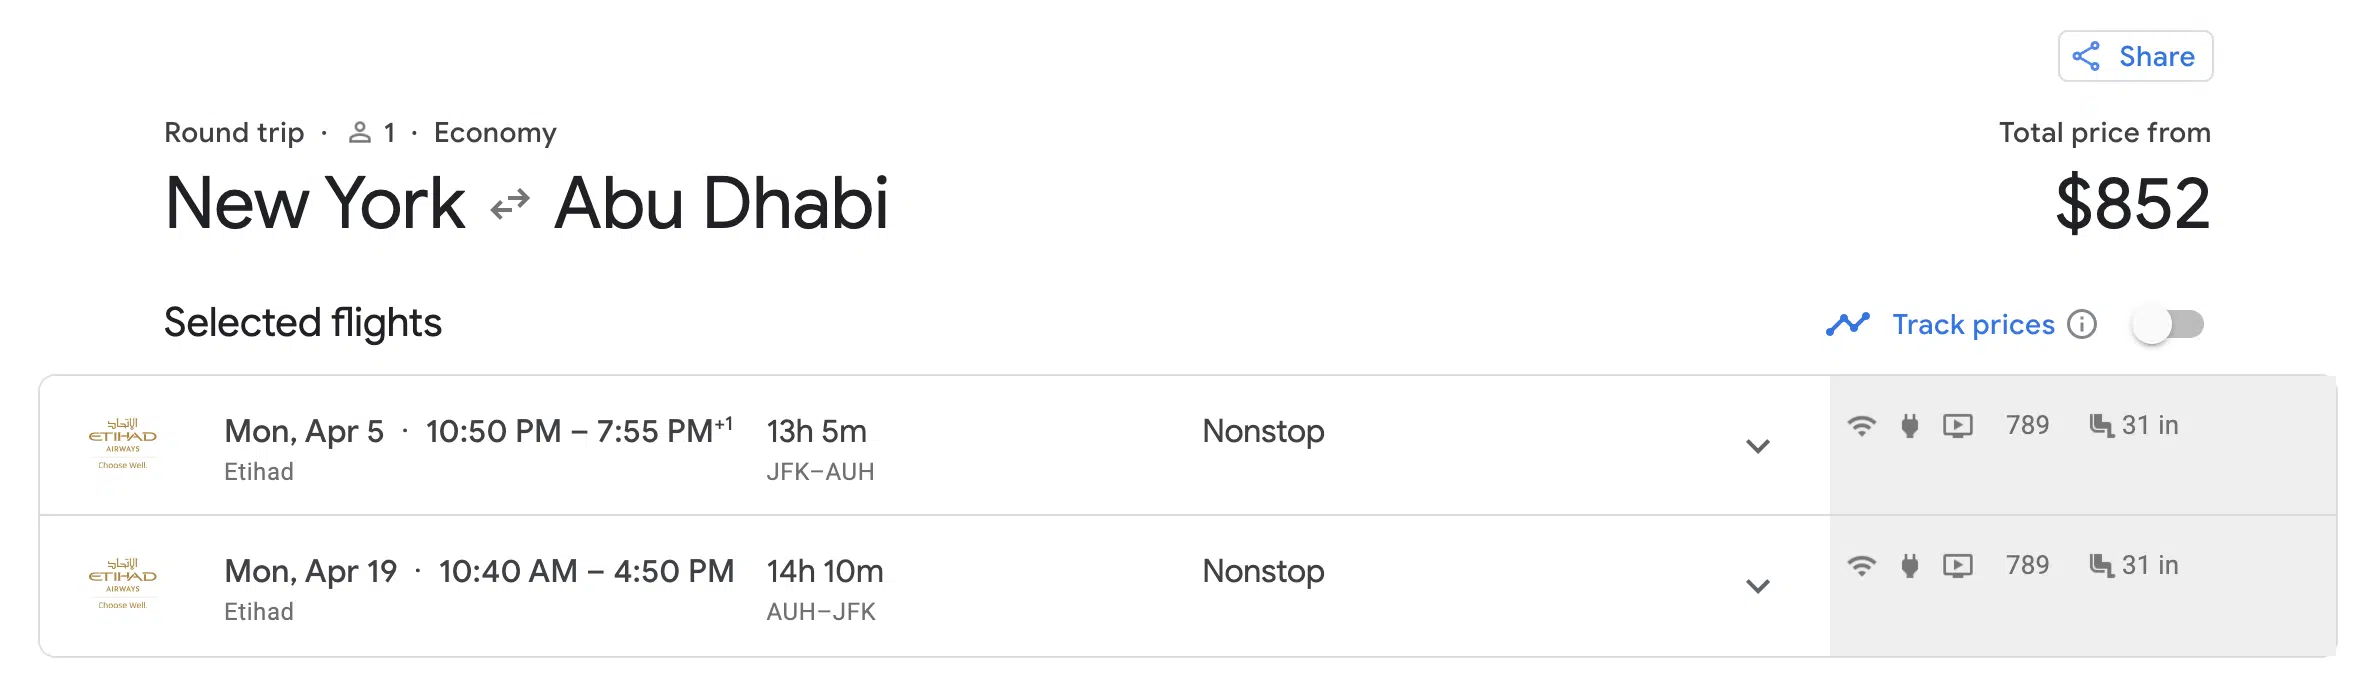 Share
Round trip · 1 · Economy
Total price from
New York Abu Dhabi
$852
Selected flights
Track prices
الإتحاد
ETIHAD
AIRWAYS
Choose Well.
Mon, Apr 5 · 10:50 PM – 7:55 PM+1
13h 5m
Nonstop
789
31 in
Etihad
JFK–AUH
الإتحاد
ETIHAD
AIRWAYS
Choose Well.
Mon, Apr 19 · 10:40 AM – 4:50 PM
14h 10m
Nonstop
789
31 in
Etihad
AUH–JFK